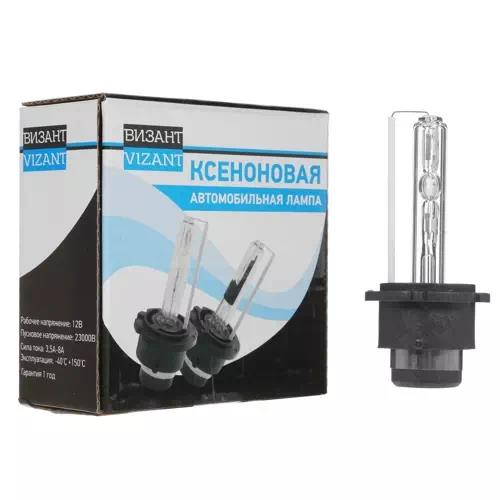 ВИЗАНТ
VIZANT
Рабочее напряжение: 12В
Пусковое напряжение: 23000В
Сила тока: 3,5А-8А
Эксплуатация: -40˚C +150˚C
Гарантия 1 год
ВИЗАНТ
VIZANT
КСЕНОНОВАЯ
АВТОМОБИЛЬНАЯ ЛАМПА